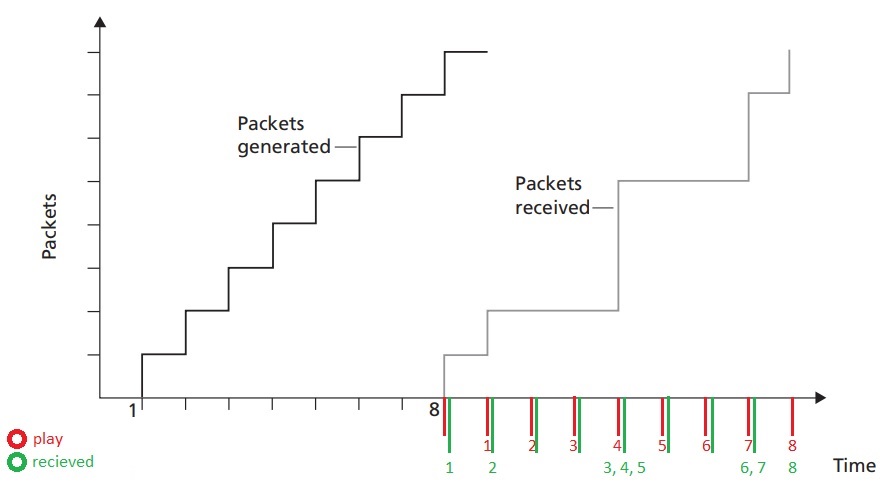 Packets
generated
Packets
received
Packets
1
8
1 2 3 4 5 6 7 8
play
recieved
1 2 3, 4, 5 6, 7 8
Time